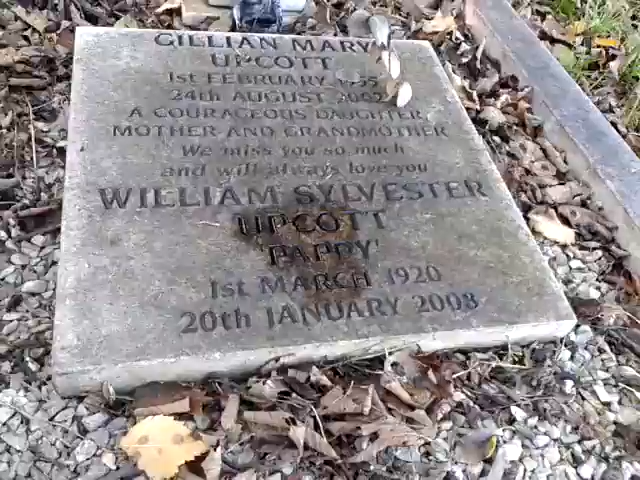 GILLIAN MARY
UPCOTT
1st FEBRUARY
24th AUGUST 2002
A COURAGEOUS DAUGHTER
MOTHER AND GRANDMOTHER
We miss you so much
and will always love you
WILLIAM SYLVESTER
UPCOTT
'PAPPY'
1st MARCH 1920
20th JANUARY 2008